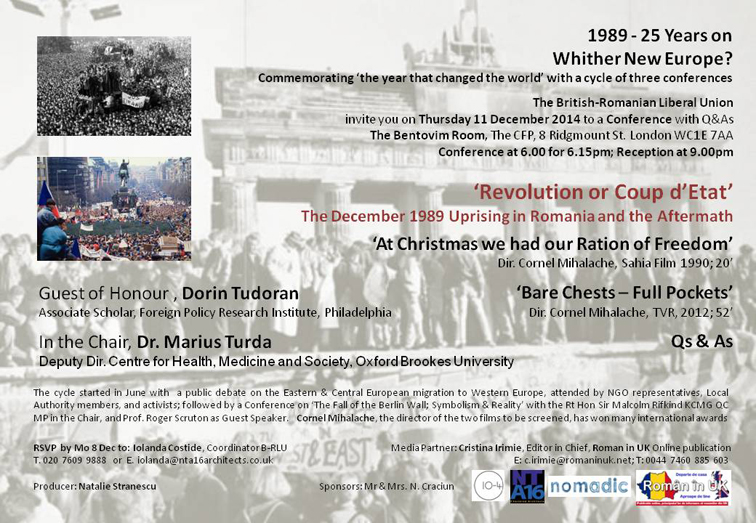 1989 - 25 Years on
Whither New Europe?
Commemorating 'the year that changed the world' with a cycle of three conferences
The British-Romanian Liberal Union
invite you on Thursday 11 December 2014 to a Conference with Q&As
The Bentovim Room, The CFP, 8 Ridgmount St. London WC1E 7AA
Conference at 6.00 for 6.15pm; Reception at 9.00pm
'Revolution or Coup d'Etat'
The December 1989 Uprising in Romania and the Aftermath
'At Christmas we had our Ration of Freedom'
Dir. Cornel Mihalache, Sahia Film 1990; 20'
Guest of Honour , Dorin Tudoran
Associate Scholar, Foreign Policy Research Institute, Philadelphia
'Bare Chests – Full Pockets'
Dir. Cornel Mihalache, TVR, 2012; 52'
In the Chair, Dr. Marius Turda
Deputy Dir. Centre for Health, Medicine and Society, Oxford Brookes University
Qs & As
The cycle started in June with a public debate on the Eastern & Central European migration to Western Europe, attended by NGO representatives, Local
Authority members, and activists; followed by a Conference on 'The Fall of the Berlin Wall; Symbolism & Reality' with the Rt Hon Sir Malcolm Rifkind KCMG QC
MP in the Chair, and Prof. Roger Scruton as Guest Speaker. Cornel Mihalache, the director of the two films to be screened, has won many international awards
RSVP by Mo 8 Dec to: Iolanda Costide, Coordinator B-RLU
T. 020 7609 9888 or E. iolanda@nta16architects.co.uk
Media Partner: Cristina Irimie, Editor in Chief, Roman in UK Online publication
E: c.irimie@romaninuk.net; T: 0044 7460 885 603
Producer: Natalie Stranescu
Sponsors: Mr & Mrs. N. Craciun
10-4
NT
A16
nomadic
Departe de casa
Aproape de tine
Român in UK